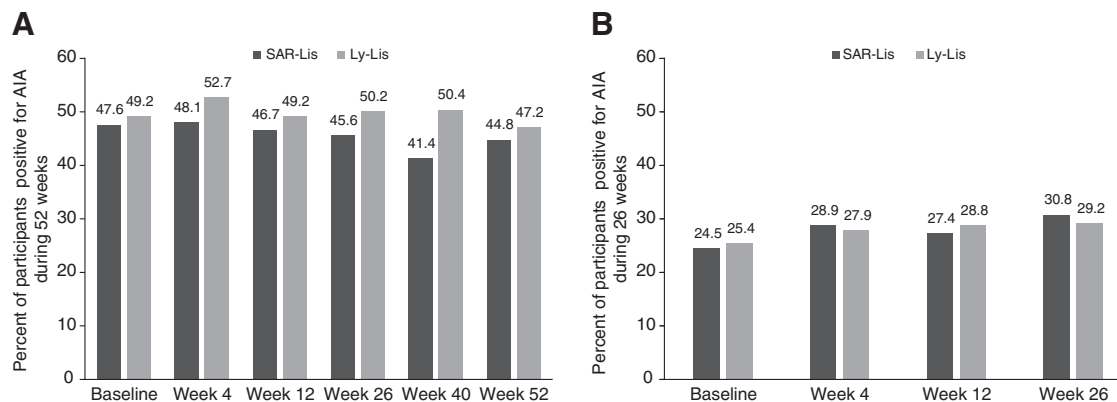 A
Percent of participants positive for AIA
during 52 weeks
SAR-Lis Ly-Lis
60
50
40
30
20
10
0
47.6 49.2
48.1 52.7
46.7 49.2
45.6 50.2
41.4 50.4
44.8 47.2
Baseline Week 4 Week 12 Week 26 Week 40 Week 52
B
Percent of participants positive for AIA
during 26 weeks
SAR-Lis Ly-Lis
60
50
40
30
20
10
0
24.5 25.4
28.9 27.9
27.4 28.8
30.8 29.2
Baseline Week 4 Week 12 Week 26